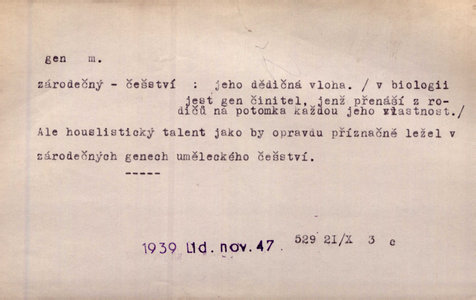 gen m.
zárodečný - češství : jeho dědičná vloha. / v biologii
jest gen činitel, jenž přenáší z ro-
dičů na potomka každou jeho vlastnost./
Ale houslistický talent jako by opravdu příznačně ležel v
zárodečných genech uměleckého češství.
-----
1939 Lid. nov. 47. 529 21/X 3 c